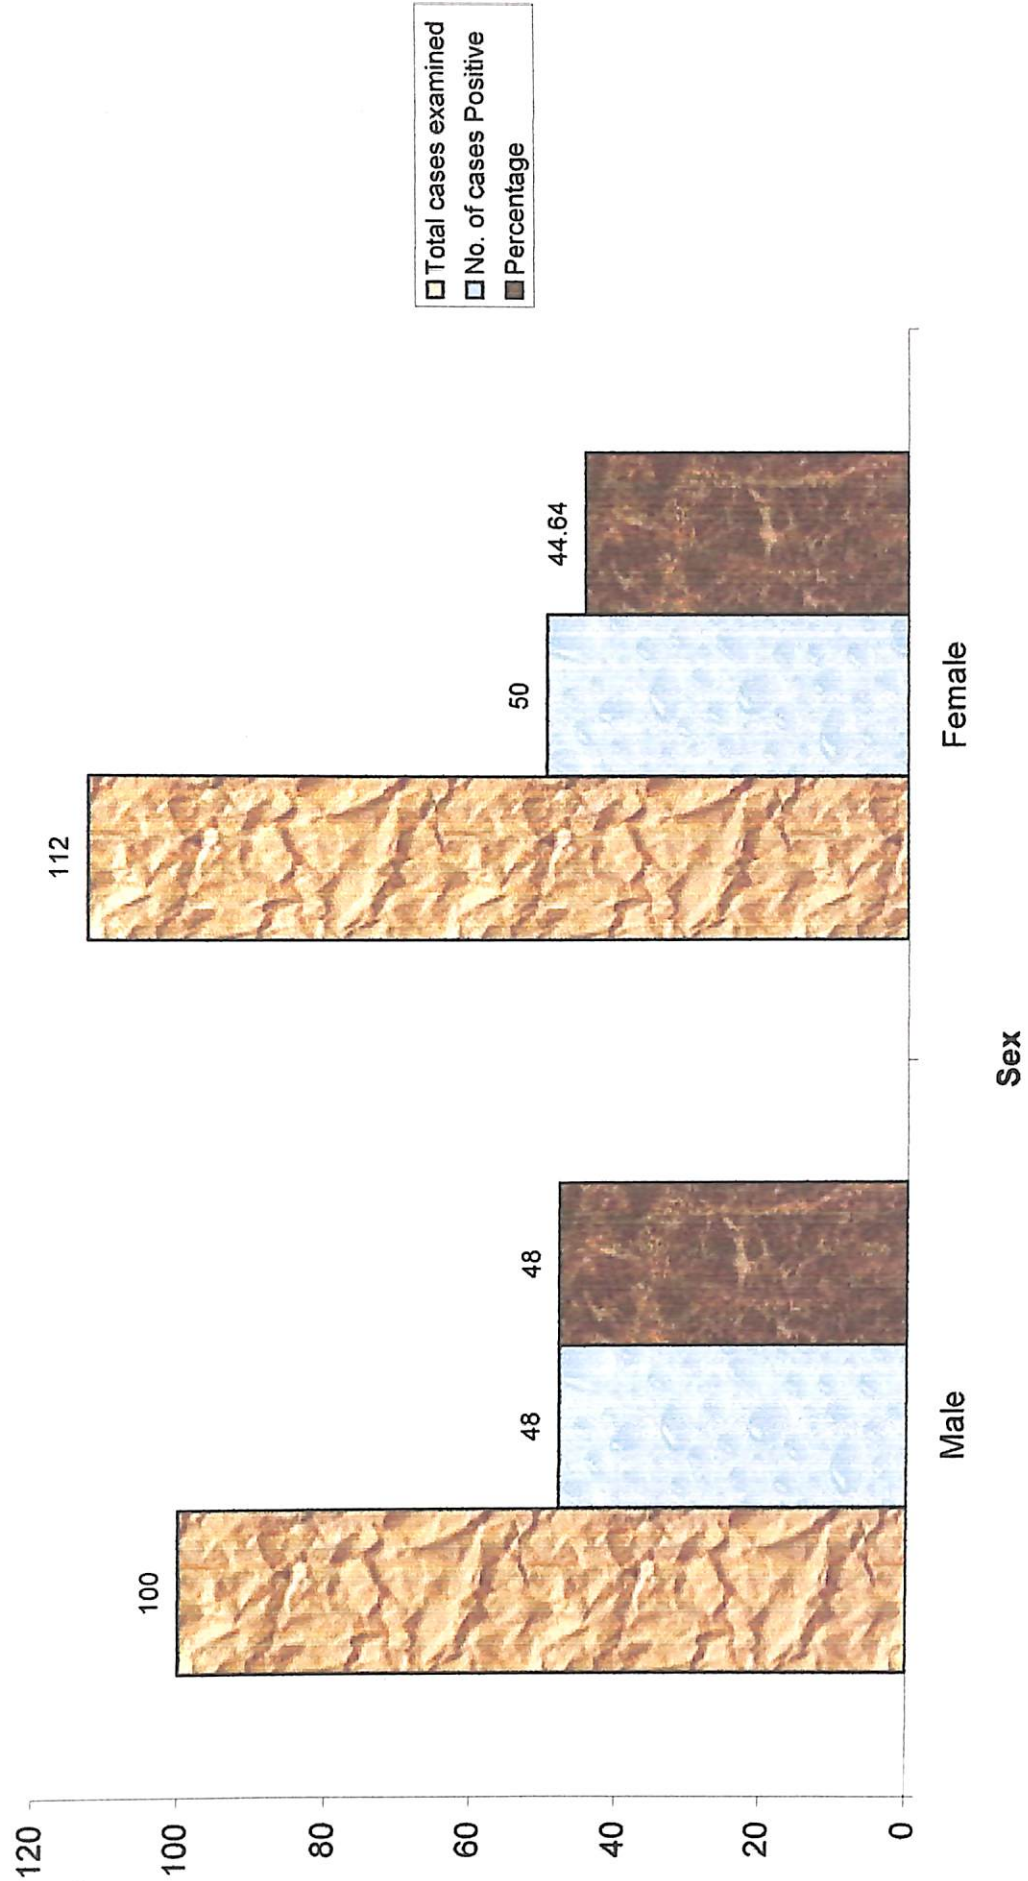 120
100
80
60
40
20
0
100
48
48
112
50
44.64
Male
Female
Sex
Total cases examined
No. of cases Positive
Percentage